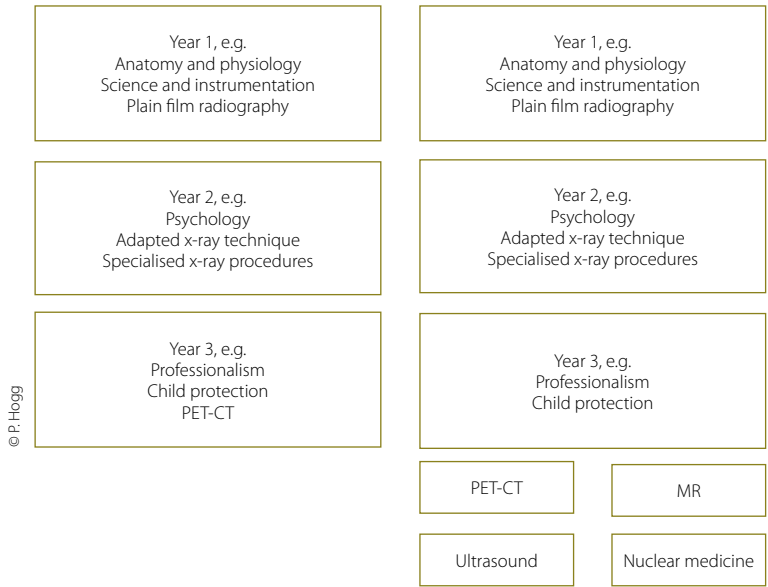 Year 1, e.g.
Anatomy and physiology
Science and instrumentation
Plain film radiography
Year 2, e.g.
Psychology
Adapted x-ray technique
Specialised x-ray procedures
Year 3, e.g.
Professionalism
Child protection
PET-CT
© P. Hogg
Year 1, e.g.
Anatomy and physiology
Science and instrumentation
Plain film radiography
Year 2, e.g.
Psychology
Adapted x-ray technique
Specialised x-ray procedures
Year 3, e.g.
Professionalism
Child protection
PET-CT
MR
Ultrasound
Nuclear medicine